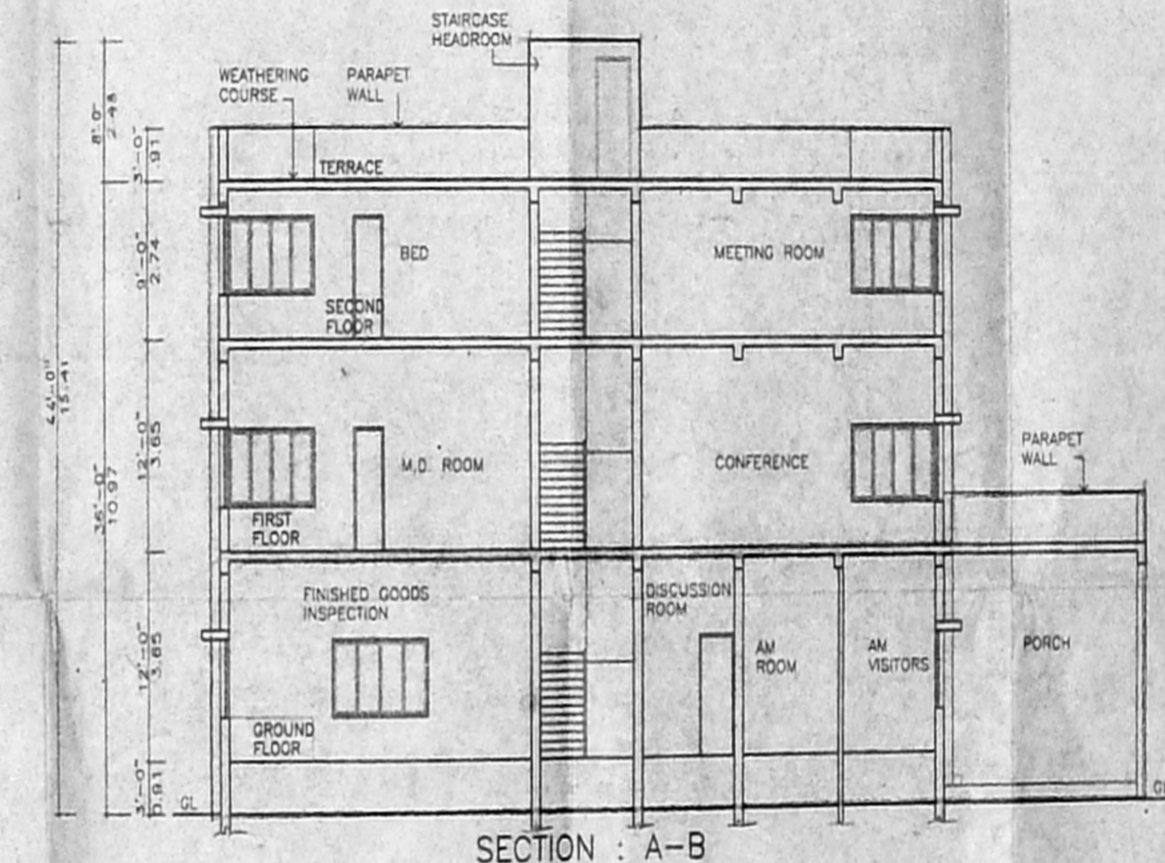 STAIRCASE
HEADROOM
WEATHERING
COURSE
PARAPET
WALL
TERRACE
8'-0"
2.43
3'-0"
0.91
BED
MEETING ROOM
9'-0"
2.74
SECOND
FLOOR
44'-0"
13.41
M.D. ROOM
CONFERENCE
PARAPET
WALL
12'-0"
3.65
36'-0"
10.97
FIRST
FLOOR
FINISHED GOODS
INSPECTION
DISCUSSION
ROOM
AM
ROOM
AM
VISITORS
PORCH
12'-0"
3.65
GROUND
FLOOR
3'-0"
0.91
GL
G
SECTION : A-B